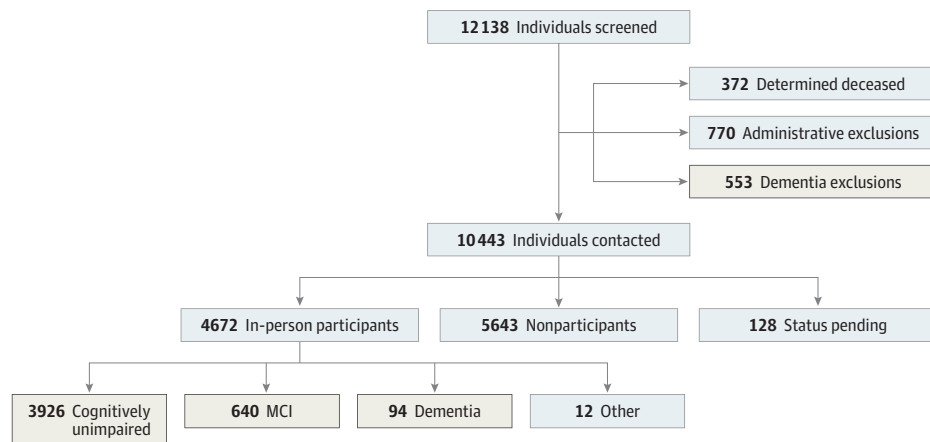 12138 Individuals screened
372 Determined deceased
770 Administrative exclusions
553 Dementia exclusions
10443 Individuals contacted
4672 In-person participants
5643 Nonparticipants
128 Status pending
3926 Cognitively
unimpaired
640 MCI
94 Dementia
12 Other